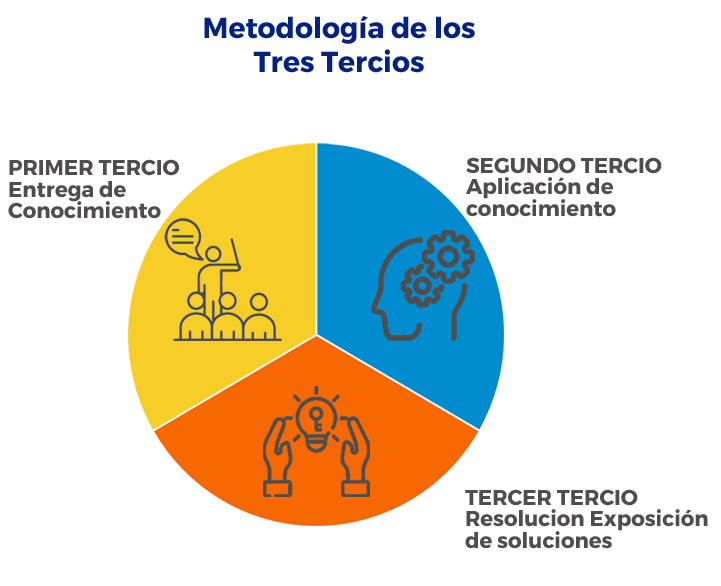 Metodología de los
Tres Tercios
PRIMER TERCIO
Entrega de
Conocimiento
SEGUNDO TERCIO
Aplicación de
conocimiento
TERCER TERCIO
Resolucion Exposición
de soluciones